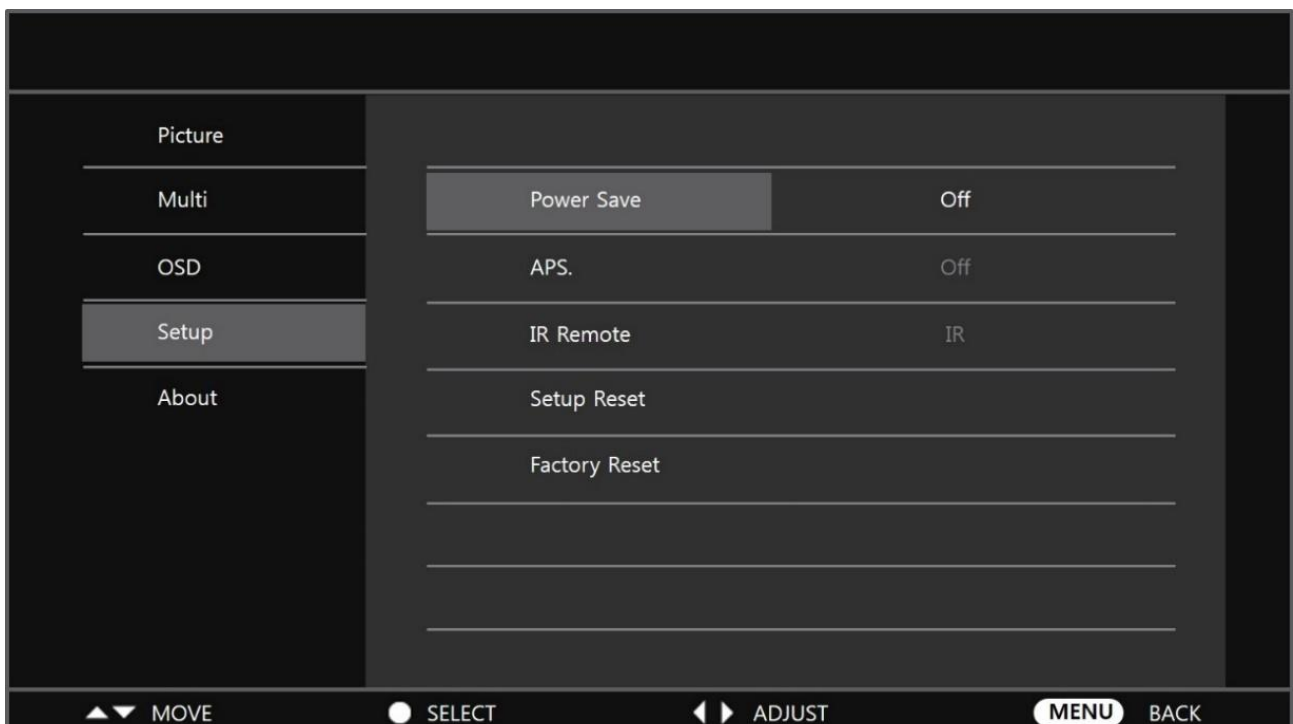 Picture
Multi
OSD
Setup
About
Power Save Off
APS. Off
IR Remote IR
Setup Reset
Factory Reset
MOVE SELECT ADJUST MENU BACK